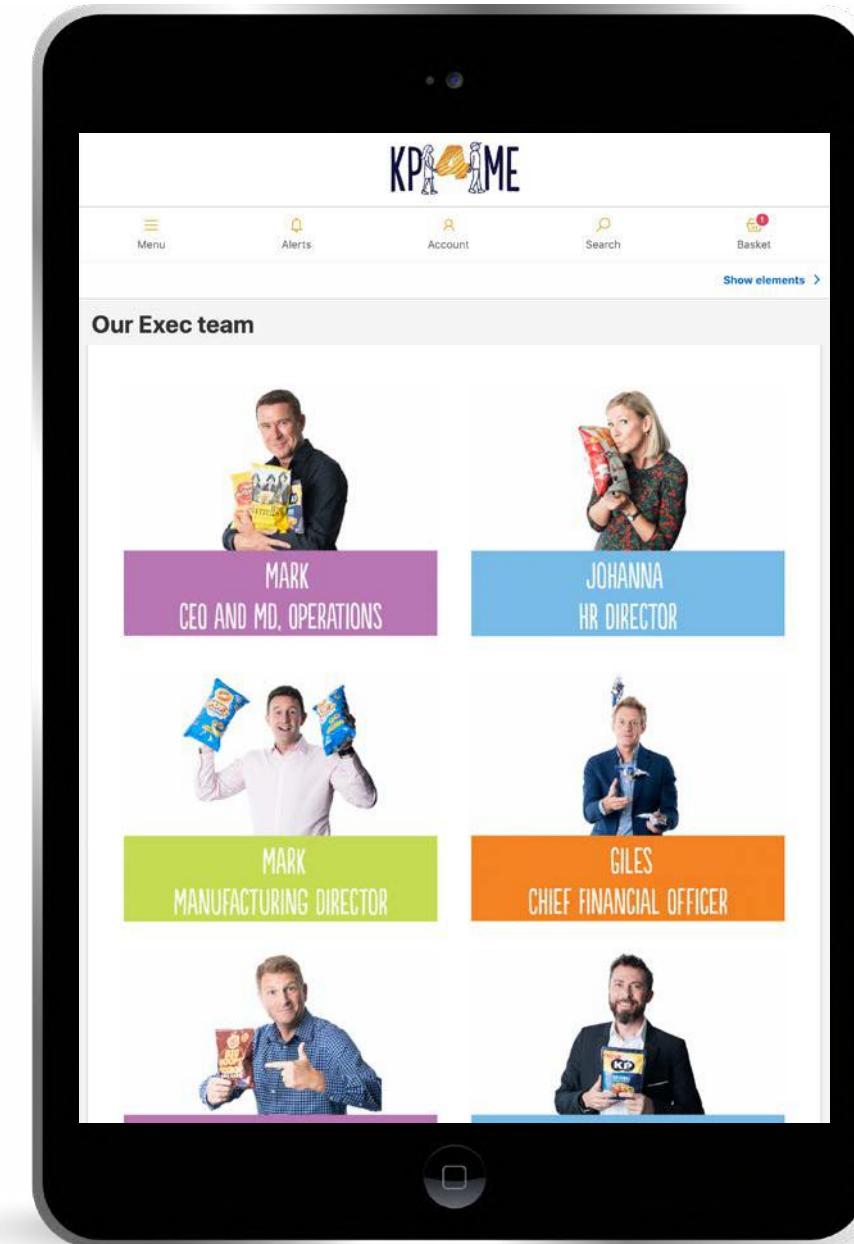 KP4ME
Menu
Alerts
Account
Search
1
Basket
Show elements
Our Exec team
MARK
CEO AND MD, OPERATIONS
JOHANNA
HR DIRECTOR
MARK
MANUFACTURING DIRECTOR
GILES
CHIEF FINANCIAL OFFICER
KP